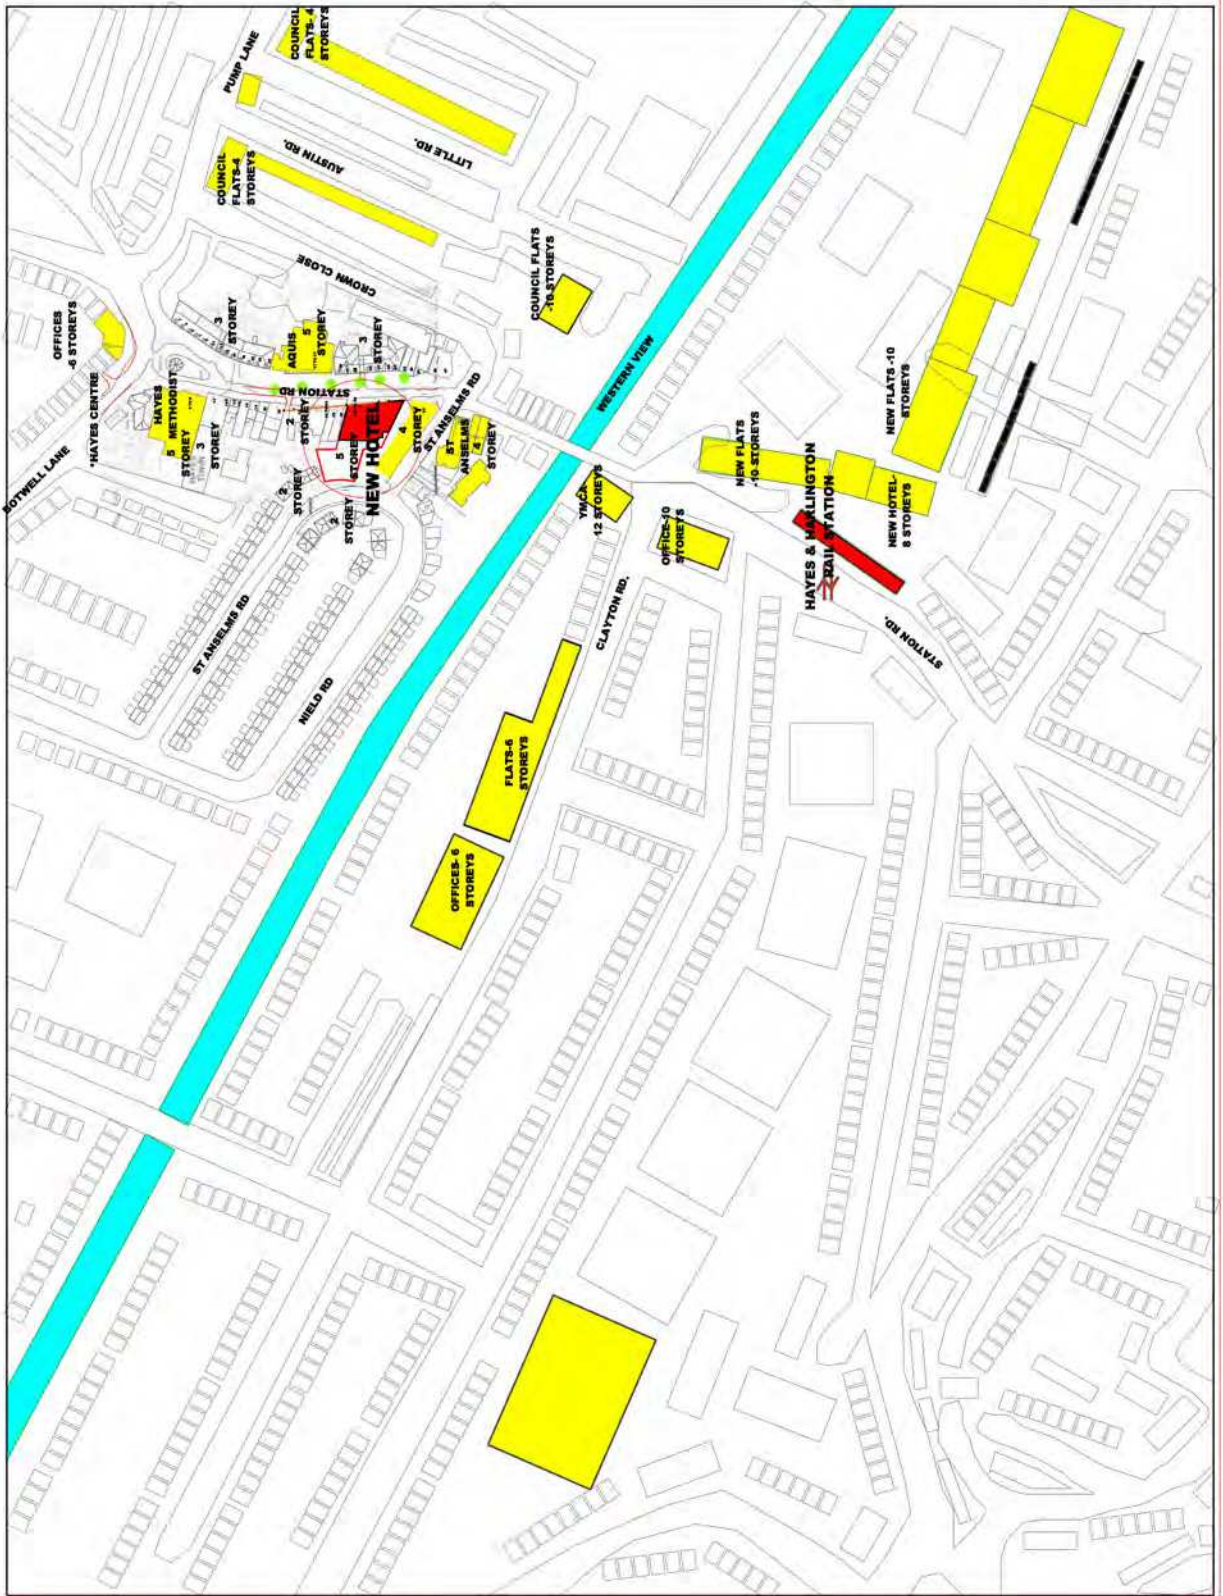 COUNCIL
FLATS- 4
STOREYS
PUMP LANE
COUNCIL
FLATS-4
STOREYS
AUSTIN RD.
LITTLE RD.
CROWN CLOSE
COUNCIL FLATS
-10 STOREYS
OFFICES
-6 STOREYS
3
STOREY
AQUIS
5
STOREY
3
STOREY
STATION RD
*HAYES CENTRE
HAYES
METHODIST
5
STOREY
3
STOREY
BOTWELL LANE
2
STOREY
5
STOREY
NEW HOTEL
4
STOREY
ST ANSELMS RD
ST
ANSELMS
4
STOREY
2
STOREY
2
STOREY
WESTERN VIEW
YMCA
12 STOREYS
OFFICE-10
STOREYS
NEW FLATS
-10-STOREYS
NEW FLATS -10
STOREYS
NEW HOTEL-
8 STOREYS
HAYES & HARLINGTON
RAIL STATION
STATION RD.
CLAYTON RD.
ST ANSELMS RD
NIELD RD
FLATS-6
STOREYS
OFFICES- 6
STOREYS